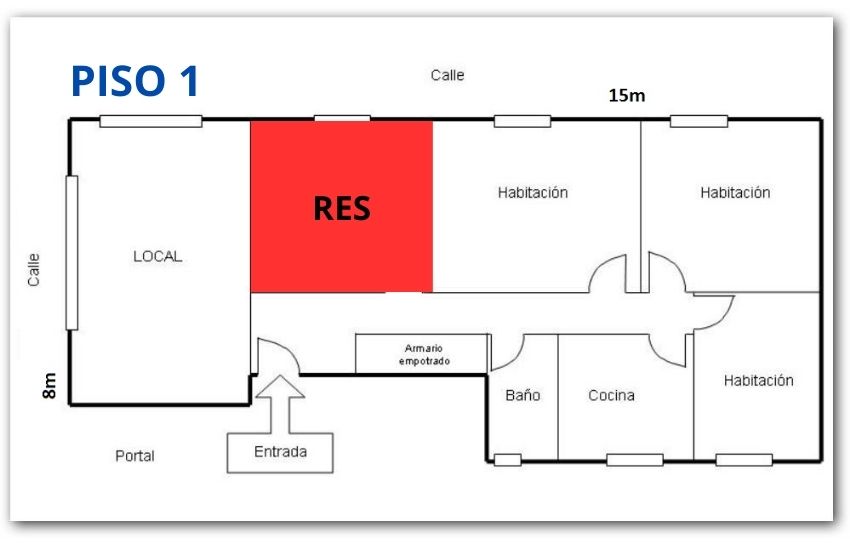 PISO 1
Calle
15m
RES
Habitación
Habitación
LOCAL
Calle
Armario
empotrado
8m
Baño
Cocina
Habitación
Portal
Entrada